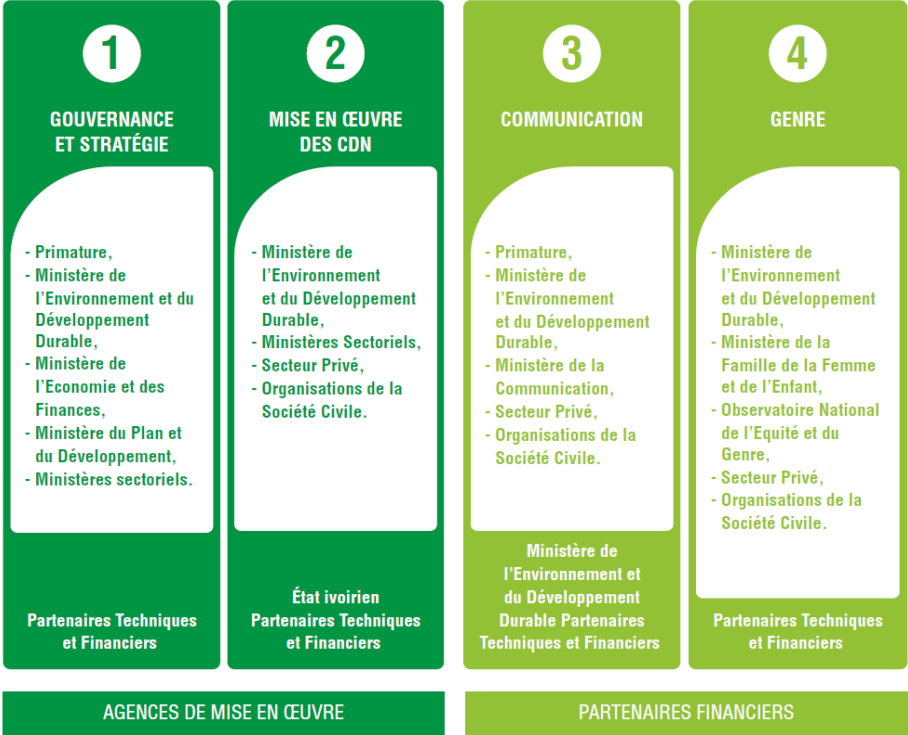 1
GOUVERNANCE
ET STRATÉGIE
- Primature,
- Ministère de
l'Environnement et du
Développement
Durable,
- Ministère de
l'Economie et des
Finances,
- Ministère du Plan et
du Développement,
- Ministères sectoriels.
Partenaires Techniques
et Financiers
2
MISE EN ŒUVRE
DES CDN
- Ministère de
l'Environnement
et du Développement
Durable,
- Ministères Sectoriels,
- Secteur Privé,
- Organisations de la
Société Civile.
État ivoirien
Partenaires Techniques
et Financiers
3
COMMUNICATION
- Primature,
- Ministère de
l'Environnement
et du Développement
Durable,
- Ministère de la
Communication,
- Secteur Privé,
- Organisations de la
Société Civile.
Ministère de
l'Environnement et
du Développement
Durable Partenaires
Techniques et Financiers
4
GENRE
- Ministère de
l'Environnement
et du Développement
Durable,
- Ministère de la
Famille de la Femme
et de l'Enfant,
- Observatoire National
de l'Equité et du
Genre,
- Secteur Privé,
- Organisations de la
Société Civile.
Partenaires Techniques
et Financiers
AGENCES DE MISE EN ŒUVRE
PARTENAIRES FINANCIERS